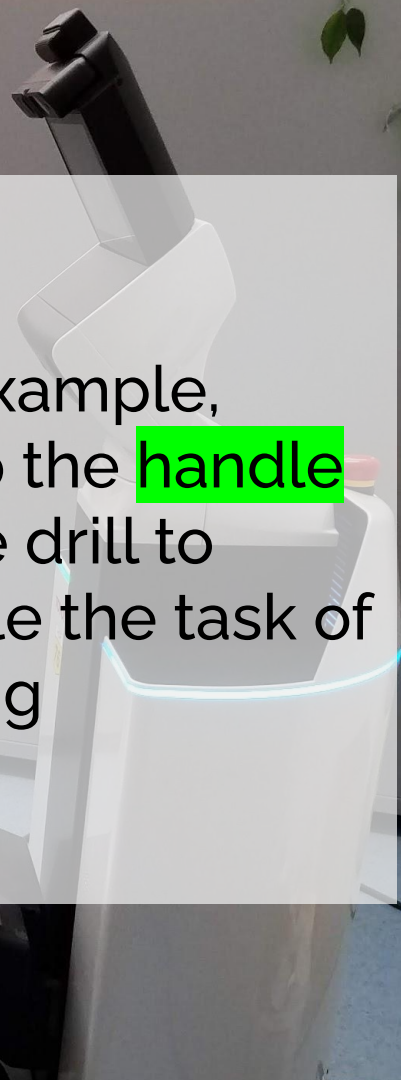 xample,
o the handle
e drill to
le the task of
g